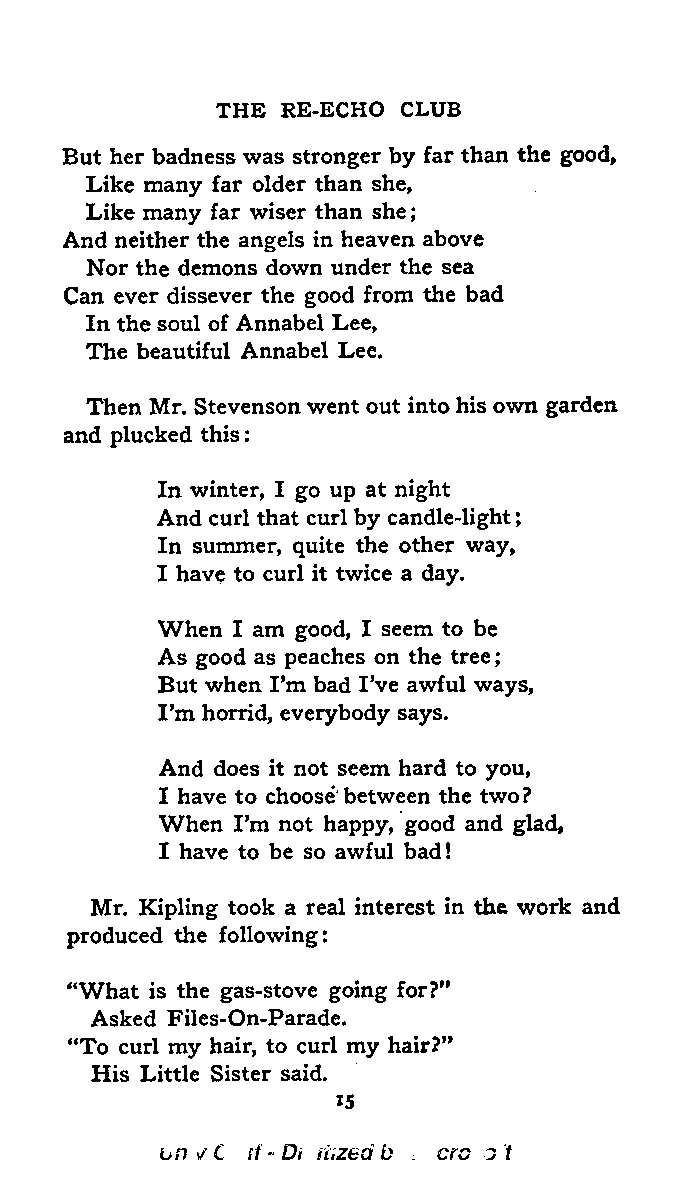 THE RE-ECHO CLUB
But her badness was stronger by far than the good,
Like many far older than she,
Like many far wiser than she;
And neither the angels in heaven above
Nor the demons down under the sea
Can ever dissever the good from the bad
In the soul of Annabel Lee,
The beautiful Annabel Lee.
Then Mr. Stevenson went out into his own garden
and plucked this:
In winter, I go up at night
And curl that curl by candle-light;
In summer, quite the other way,
I have to curl it twice a day.
When I am good, I seem to be
As good as peaches on the tree;
But when I'm bad I've awful ways,
I'm horrid, everybody says.
And does it not seem hard to you,
I have to choose between the two?
When I'm not happy, good and glad,
I have to be so awful bad!
Mr. Kipling took a real interest in the work and
produced the following:
"What is the gas-stove going for?"
Asked Files-On-Parade.
"To curl my hair, to curl my hair?"
His Little Sister said.
15